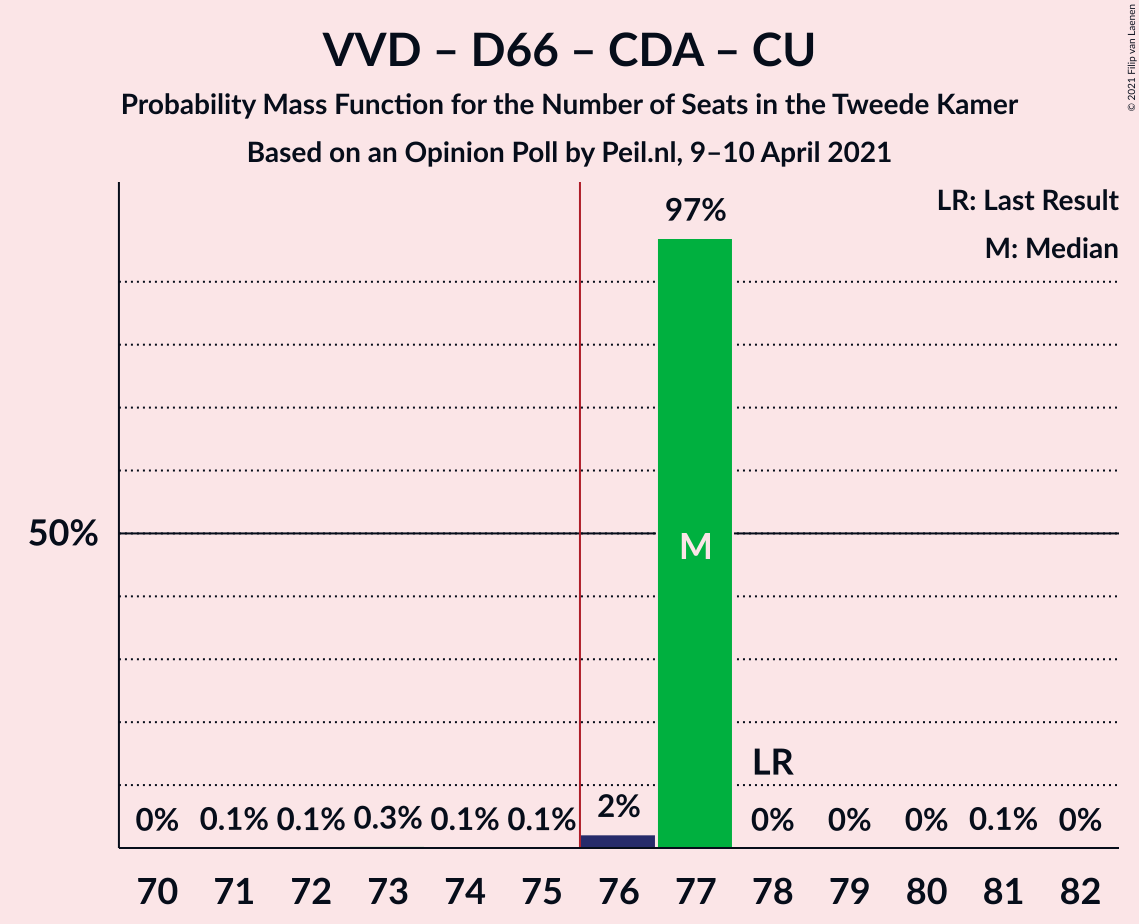 VVD – D66 – CDA – CU
Probability Mass Function for the Number of Seats in the Tweede Kamer
Based on an Opinion Poll by Peil.nl, 9–10 April 2021
© 2021 Filip van Laenen
LR: Last Result
M: Median
97%
50%
M
LR
0% 0.1% 0.1% 0.3% 0.1% 0.1% 2% 0% 0% 0% 0.1% 0%
70 71 72 73 74 75 76 77 78 79 80 81 82